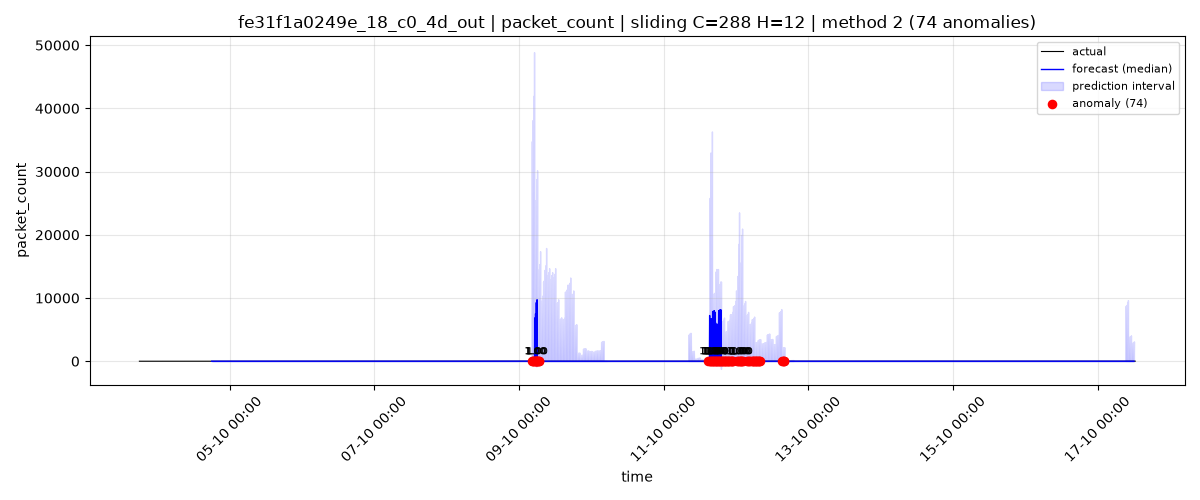 fe31f1a0249e_18_c0_4d_out | packet_count | sliding C=288 H=12 | method 2 (74 anomalies)
actual
forecast (median)
prediction interval
anomaly (74)
packet_count
50000
40000
30000
20000
10000
0
05-10 00:00
07-10 00:00
09-10 00:00
11-10 00:00
13-10 00:00
15-10 00:00
17-10 00:00
time